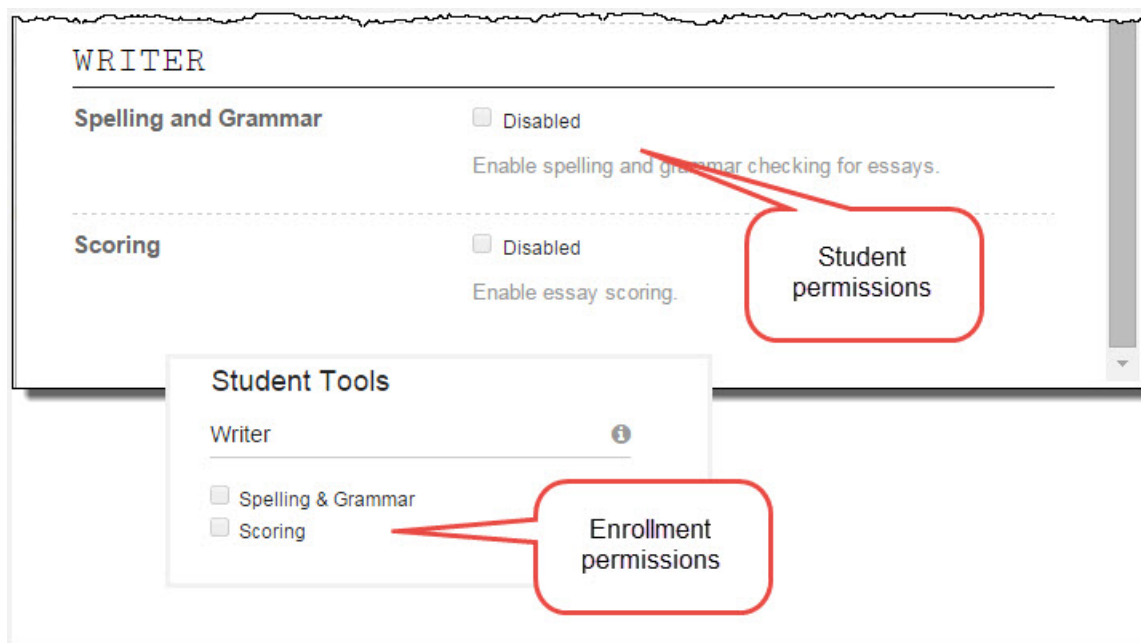 WRITER
Spelling and Grammar
Disabled
Enable spelling and grammar checking for essays.
Scoring
Disabled
Enable essay scoring.
Student
permissions
Student Tools
Writer
Spelling & Grammar
Scoring
Enrollment
permissions